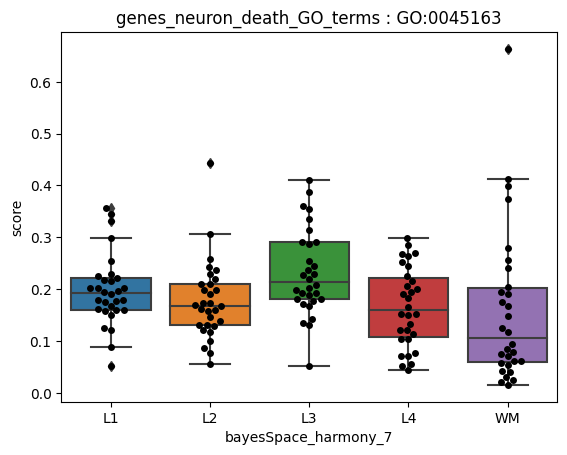 genes_neuron_death_GO_terms : GO:0045163
score
0.6
0.5
0.4
0.3
0.2
0.1
0.0
L1 L2 L3 L4 WM
bayesSpace_harmony_7